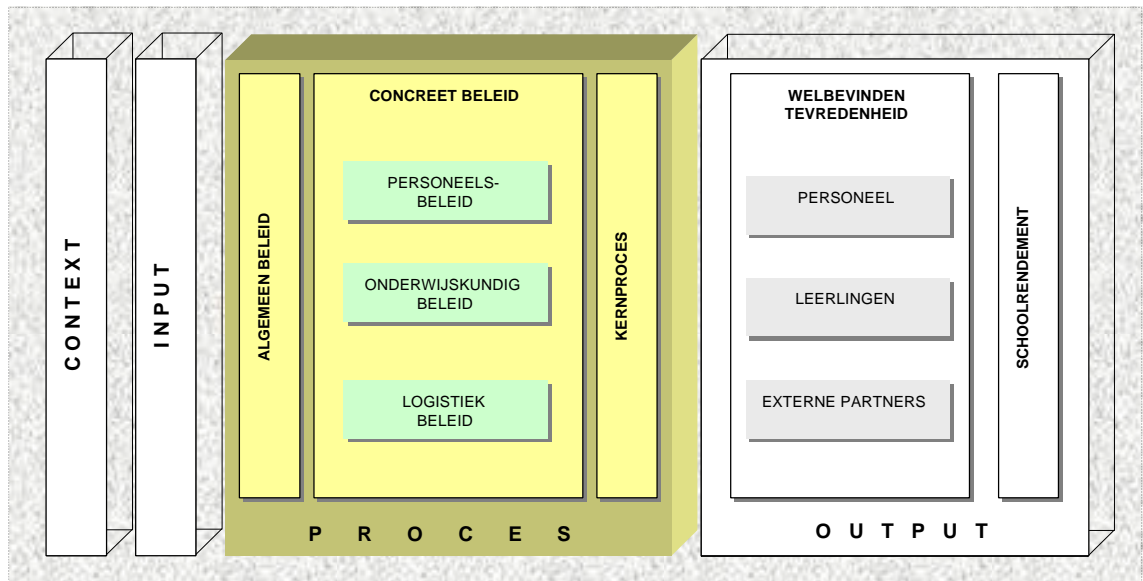 CONTEXT
INPUT
ALGEMEEN BELEID
CONCREET BELEID
PERSONEELS-
BELEID
ONDERWIJSKUNDIG
BELEID
LOGISTIEK
BELEID
KERNPROCES
PROCES
WELBEVINDEN
TEVREDENHEID
PERSONEEL
LEERLINGEN
EXTERNE PARTNERS
SCHOOLRENDEMENT
OUTPUT